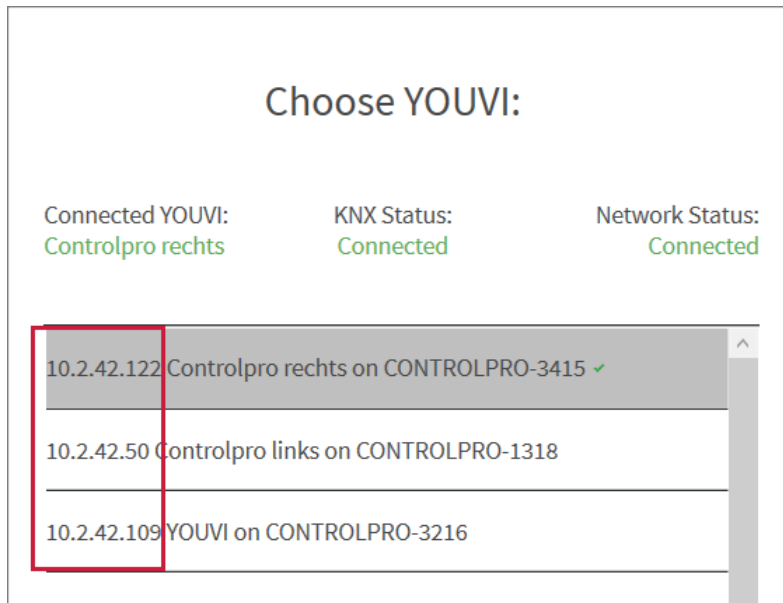 Choose YOUVI:
Connected YOUVI: KNX Status: Network Status:
Controlpro rechts Connected Connected
10.2.42.122 Controlpro rechts on CONTROLPRO-3415 ✓
10.2.42.50 Controlpro links on CONTROLPRO-1318
10.2.42.109 YOUVI on CONTROLPRO-3216